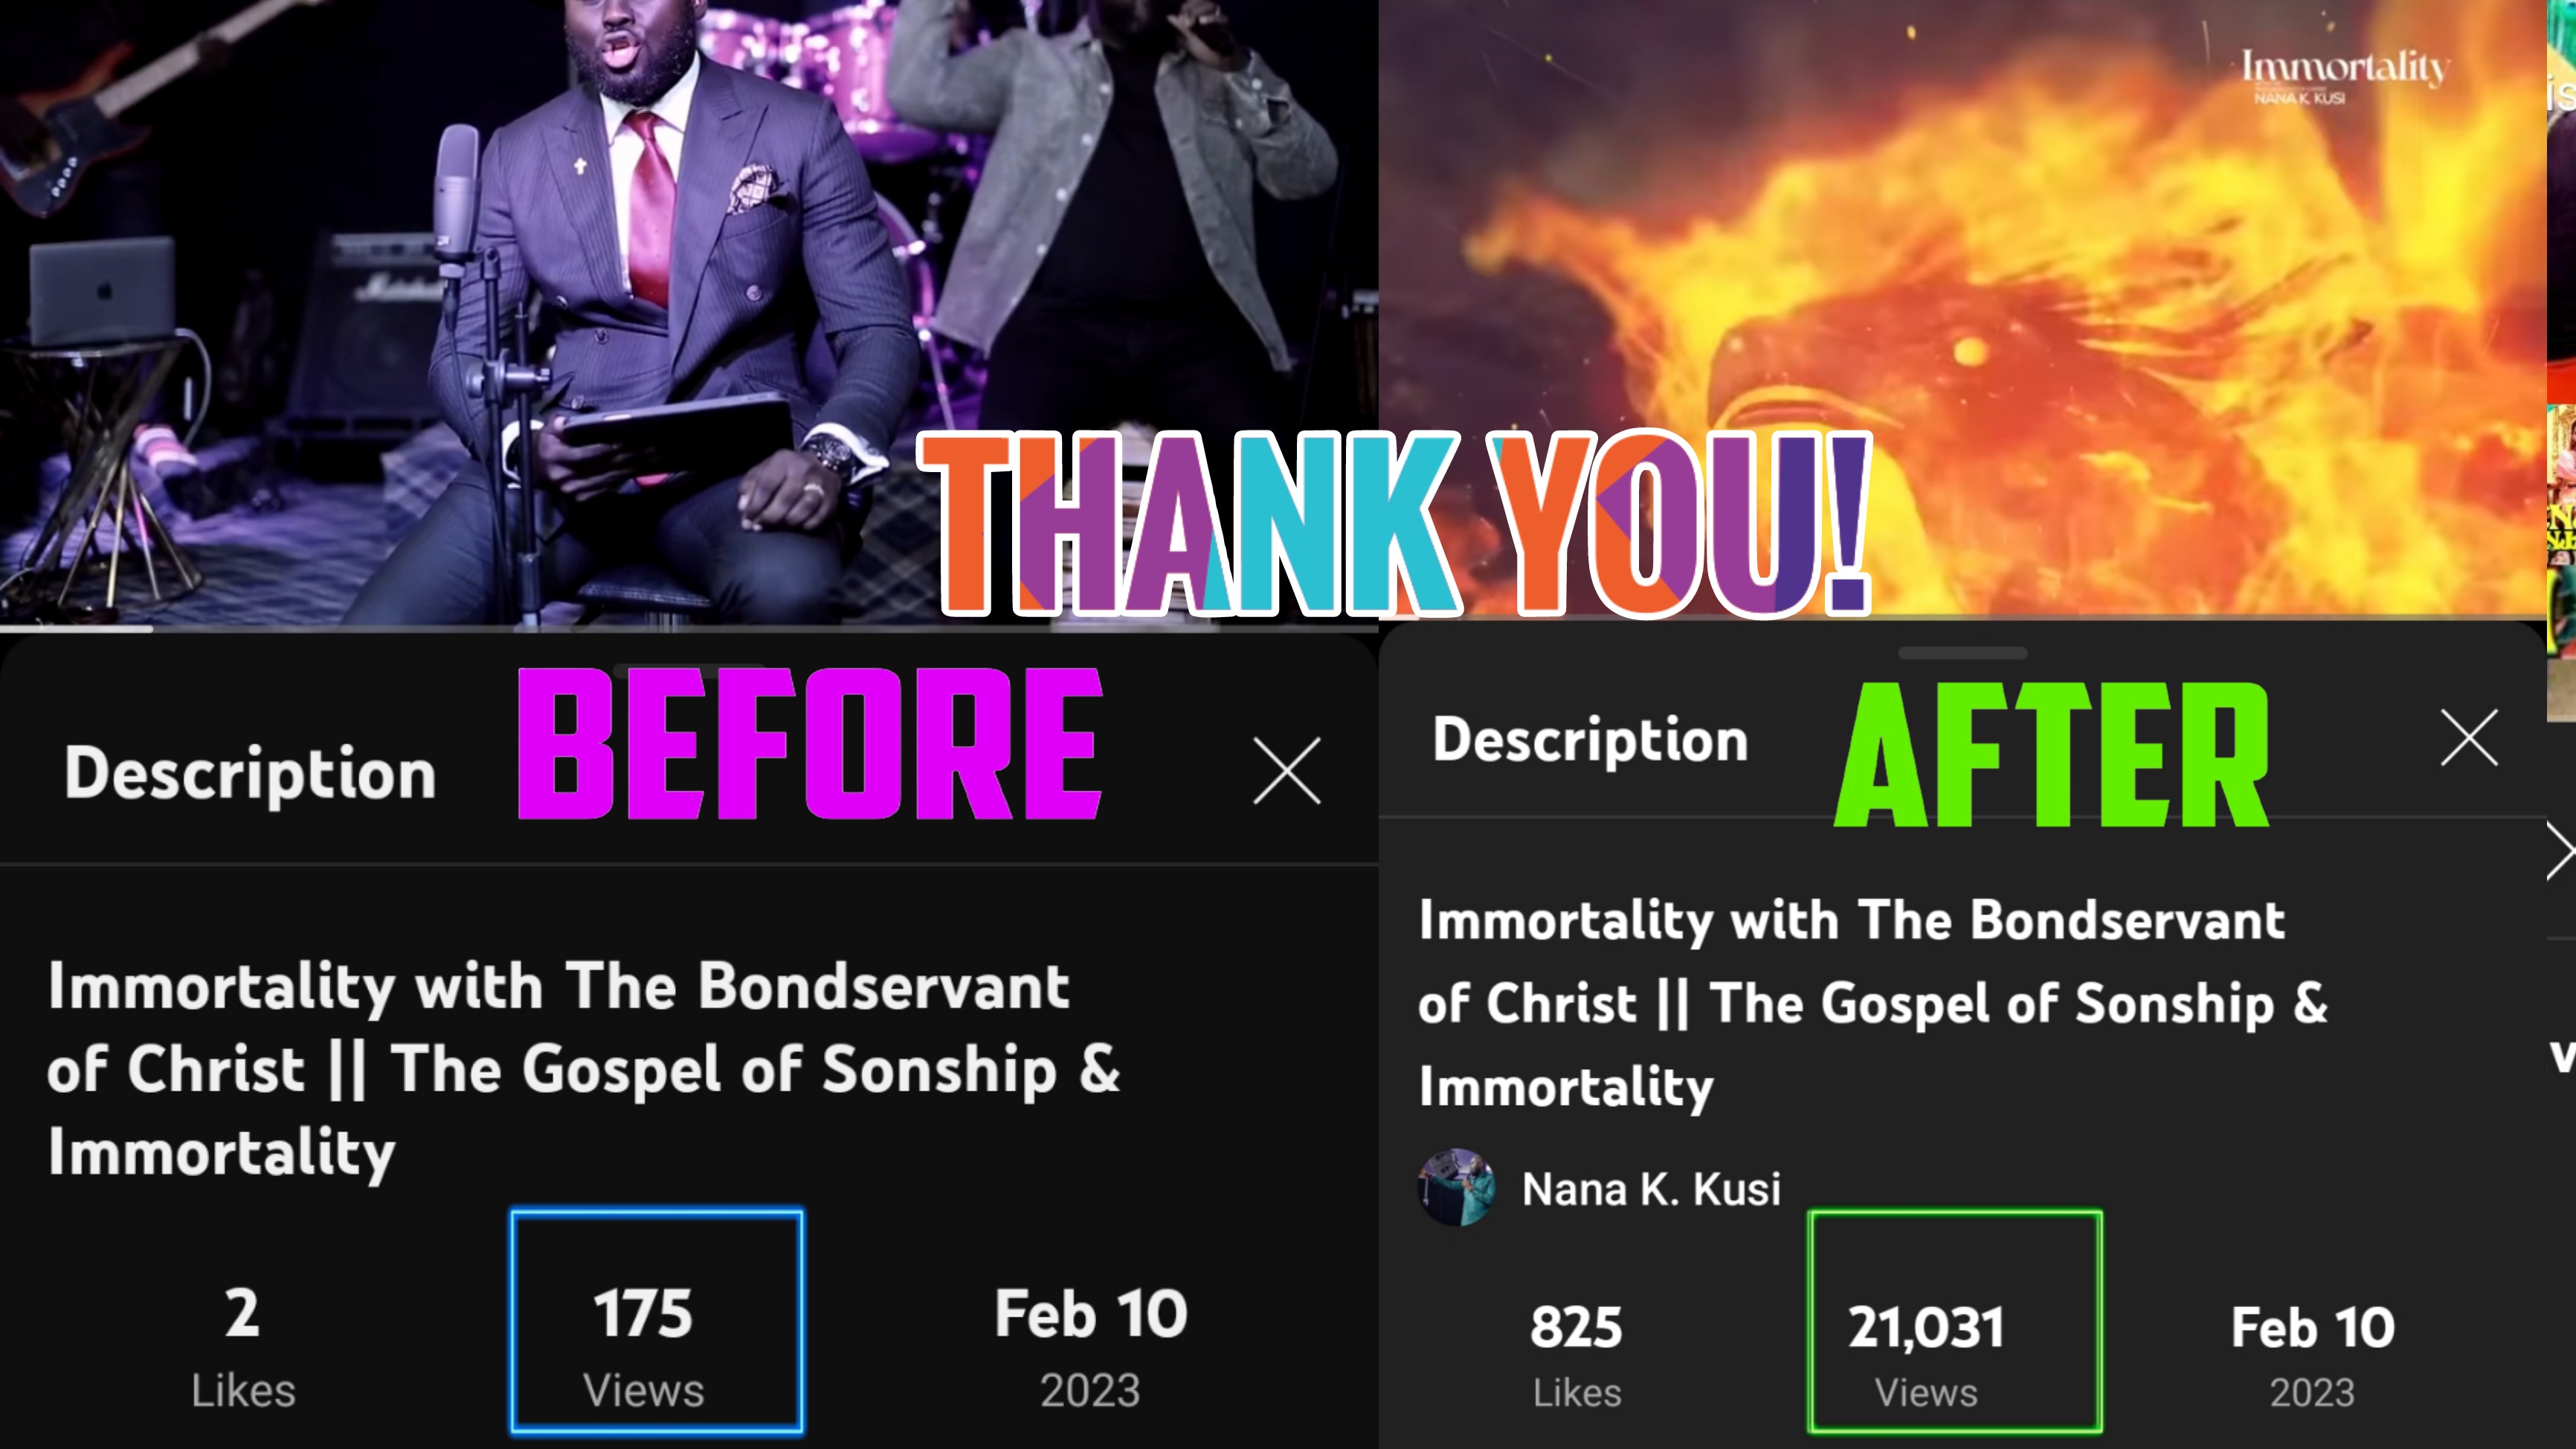 Immortality
NANA K. KUSI
THANK YOU!
BEFORE
Description
Immortality with The Bondservant
of Christ || The Gospel of Sonship &
Immortality
2
Likes
175
Views
Feb 10
2023
AFTER
Description
Immortality with The Bondservant
of Christ || The Gospel of Sonship &
Immortality
Nana K. Kusi
825
Likes
21,031
Views
Feb 10
2023